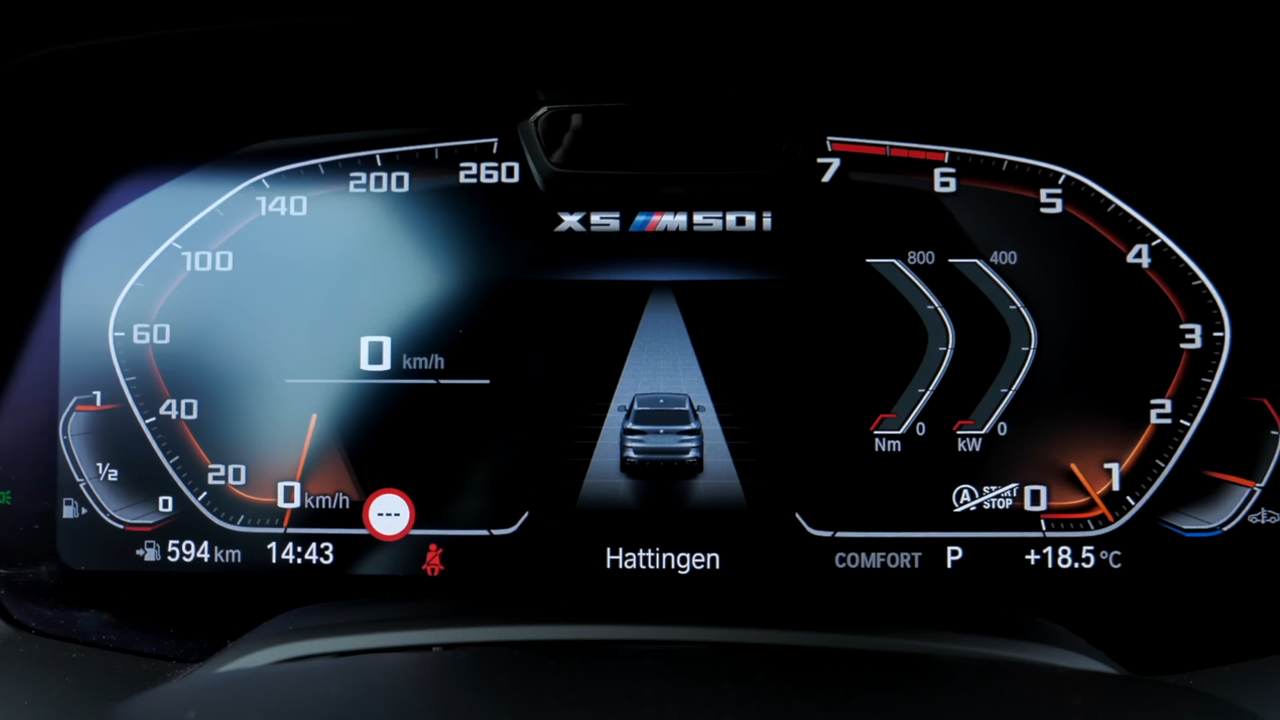 260
200
140
100
60
40
20
0 km/h
0 km/h
1
1/2
0
---
594 km
14:43
X5 M50i
Hattingen
7
6
5
4
3
2
1
0
800
0
Nm
400
0
kW
A START
STOP
COMFORT P +18.5 °C